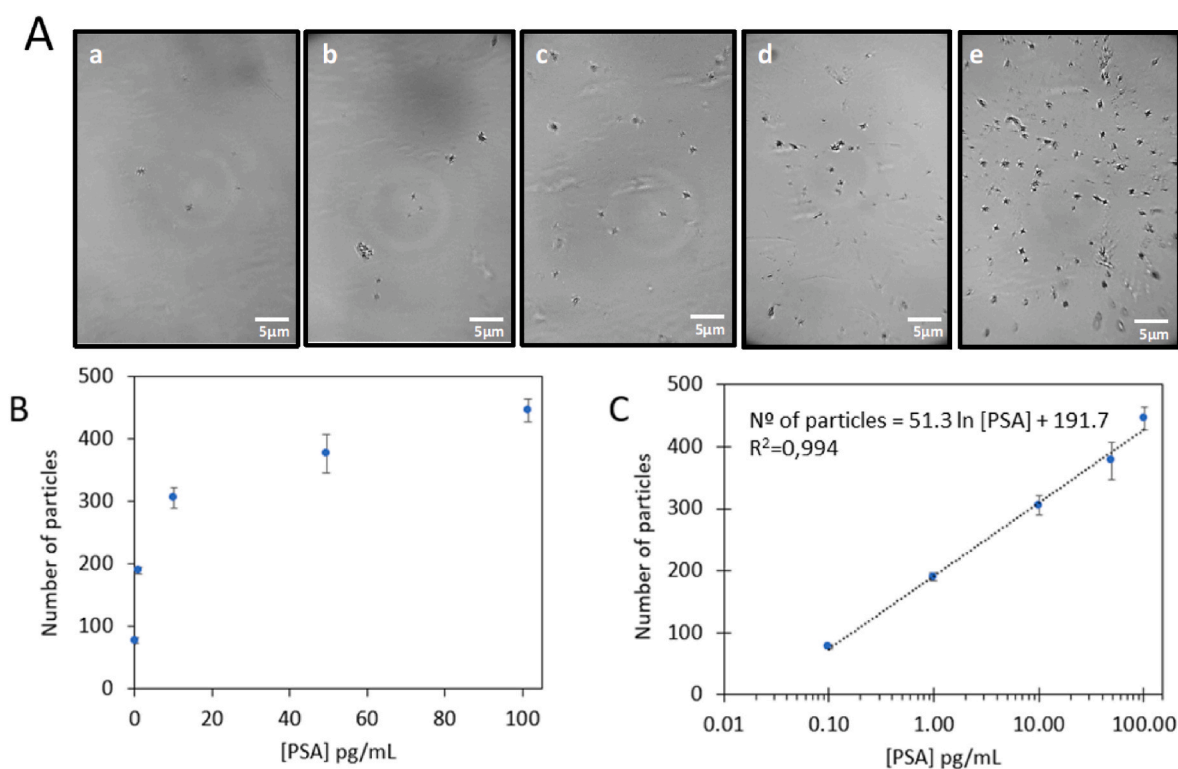 A
a
b
c
d
e
5μm
5μm
5μm
5μm
5μm
B
500
400
300
200
100
0
0
20
40
60
80
100
Number of particles
[PSA] pg/mL
C
500
400
300
200
100
0
Nº of particles = 51.3 ln [PSA] + 191.7
R²=0,994
0.01
0.10
1.00
10.00
100.00
Number of particles
[PSA] pg/mL